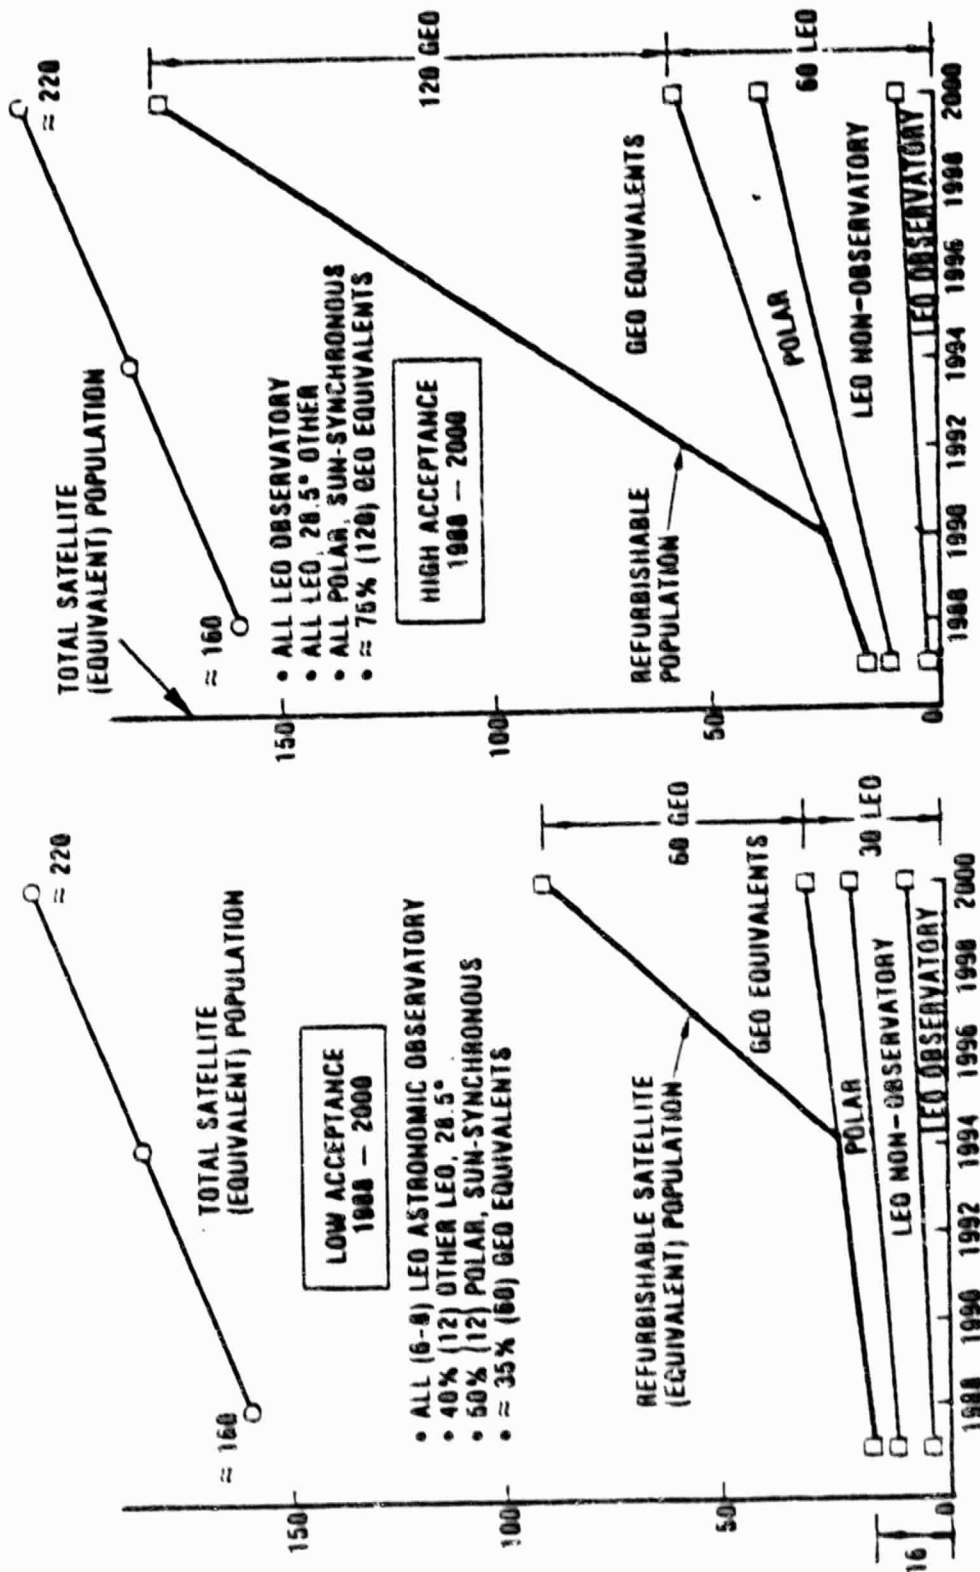 TOTAL SATELLITE
(EQUIVALENT) POPULATION
≈ 220
≈ 160
LOW ACCEPTANCE
1988 — 2000
• ALL (6-8) LEO ASTRONOMIC OBSERVATORY
• 40% (12) OTHER LEO, 28.5°
• 50% (12) POLAR, SUN-SYNCHRONOUS
• ≈ 35% (60) GEO EQUIVALENTS
REFURBISHABLE SATELLITE
(EQUIVALENT) POPULATION
GEO EQUIVALENTS
POLAR
LEO NON-OBSERVATORY
LEO OBSERVATORY
60 GEO
30 LEO
150
100
50
0
16
1988 1990 1992 1994 1996 1998 2000
TOTAL SATELLITE
(EQUIVALENT) POPULATION
≈ 220
≈ 160
• ALL LEO OBSERVATORY
• ALL LEO, 28.5° OTHER
• ALL POLAR, SUN-SYNCHRONOUS
• ≈ 75% (120) GEO EQUIVALENTS
HIGH ACCEPTANCE
1988 — 2000
REFURBISHABLE
POPULATION
GEO EQUIVALENTS
POLAR
LEO NON-OBSERVATORY
LEO OBSERVATORY
120 GEO
60 LEO
150
100
50
0
1988 1990 1992 1994 1996 1998 2000